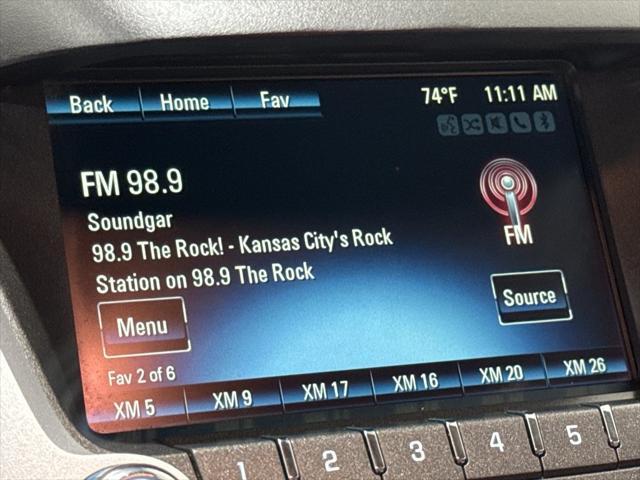 Back Home Fav 74°F 11:11 AM
FM 98.9
Soundgar
98.9 The Rock! - Kansas City's Rock
Station on 98.9 The Rock
FM
Menu Source
Fav 2 of 6
XM 5 XM 9 XM 17 XM 16 XM 20 XM 26
1 2 3 4 5